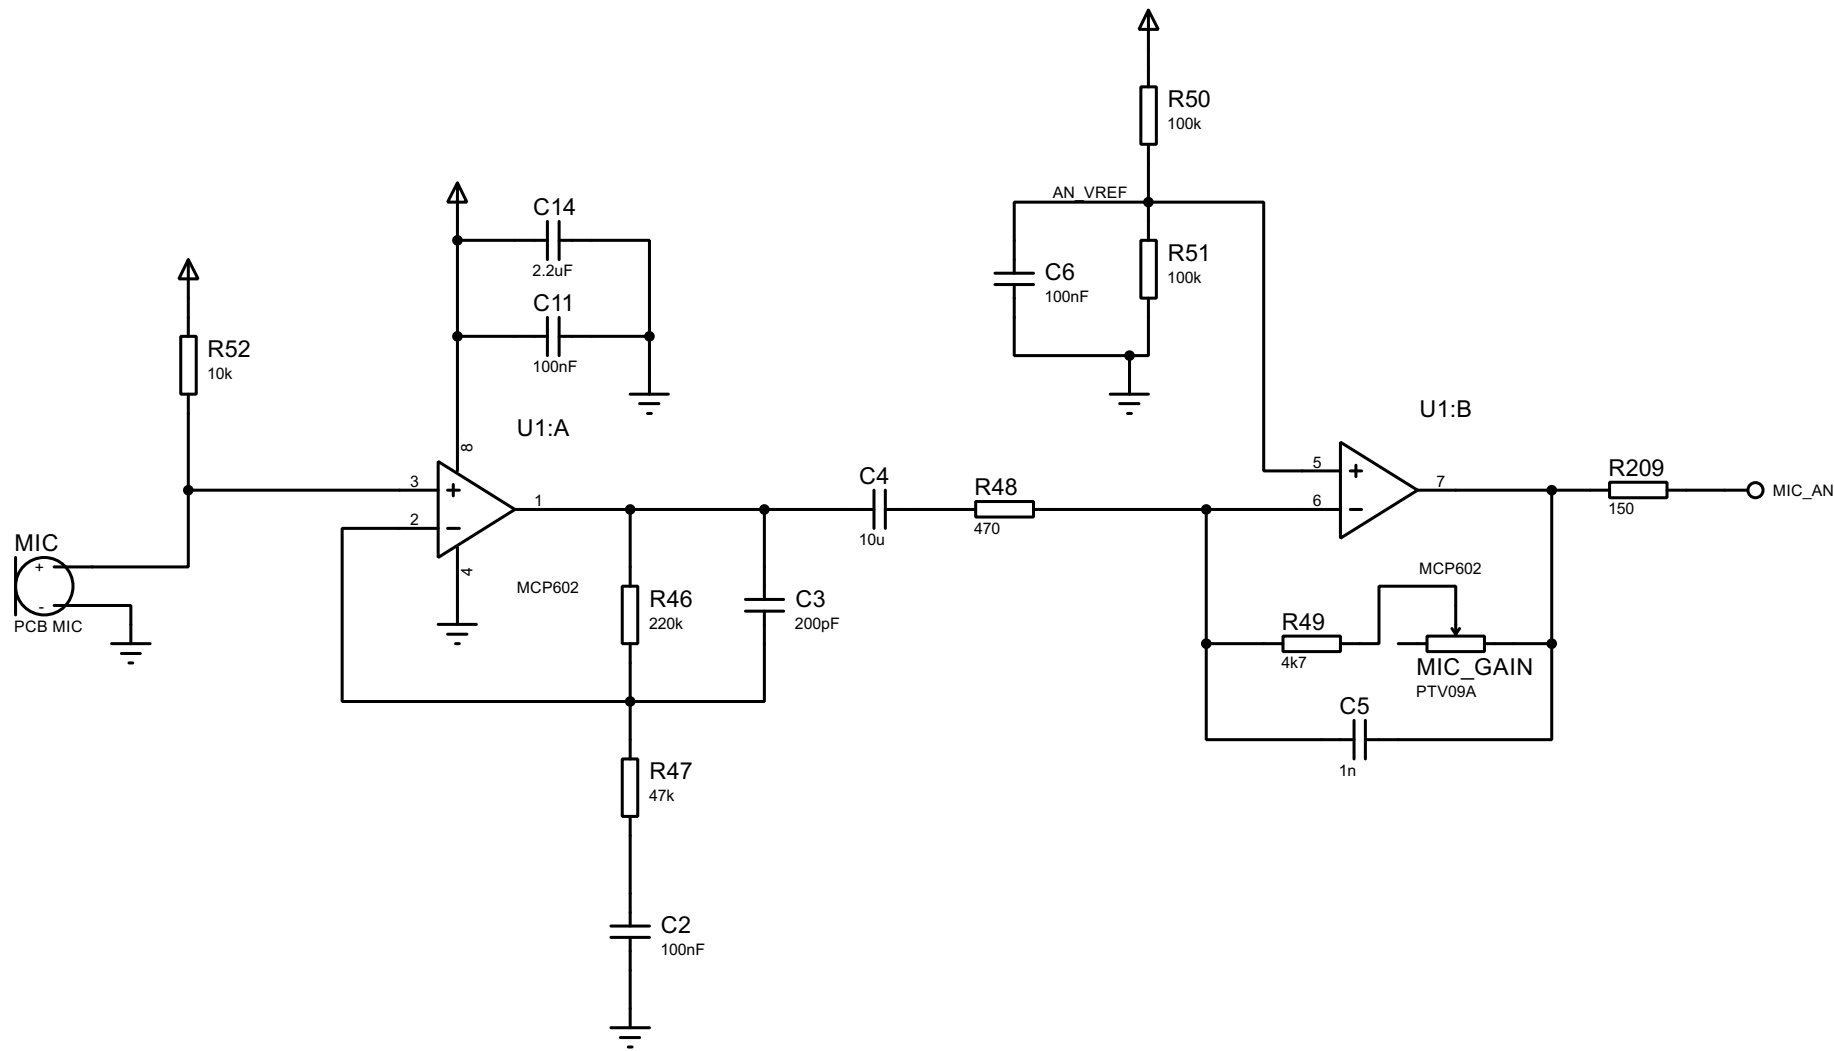 R50
100k
AN_VREF
C14
2.2uF
R51
100k
C6
100nF
C11
100nF
R52
10k
U1:A
8
U1:B
3
+
1
2
−
4
MCP602
C4
10u
R48
470
5
+
7
6
−
R209
150
MIC_AN
MIC
+
-
PCB MIC
R46
220k
C3
200pF
MCP602
R49
4k7
MIC_GAIN
PTV09A
C5
1n
R47
47k
C2
100nF